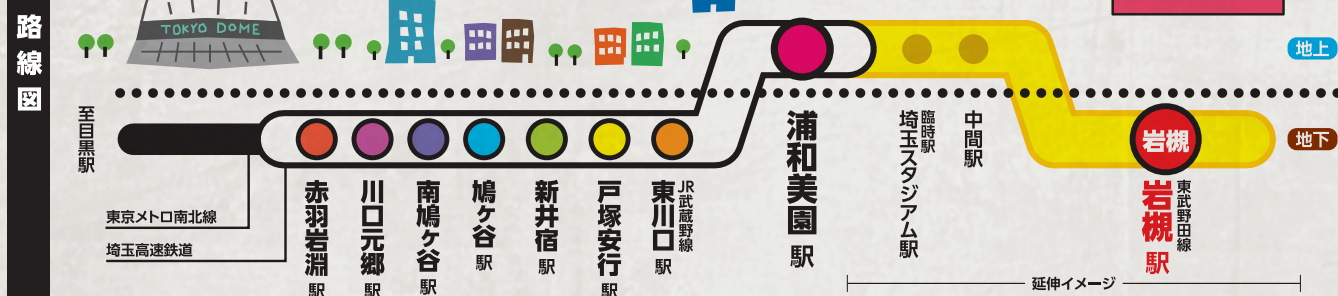 路線図
TOKYO DOME
至目黒駅
東京メトロ南北線
埼玉高速鉄道
赤羽岩淵駅
川口元郷駅
南鳩ヶ谷駅
鳩ヶ谷駅
新井宿駅
戸塚安行駅
東川口駅
JR武蔵野線
浦和美園駅
埼玉スタジアム駅
臨時駅
中間駅
岩槻
岩槻駅
東武野田線
地上
地下
延伸イメージ